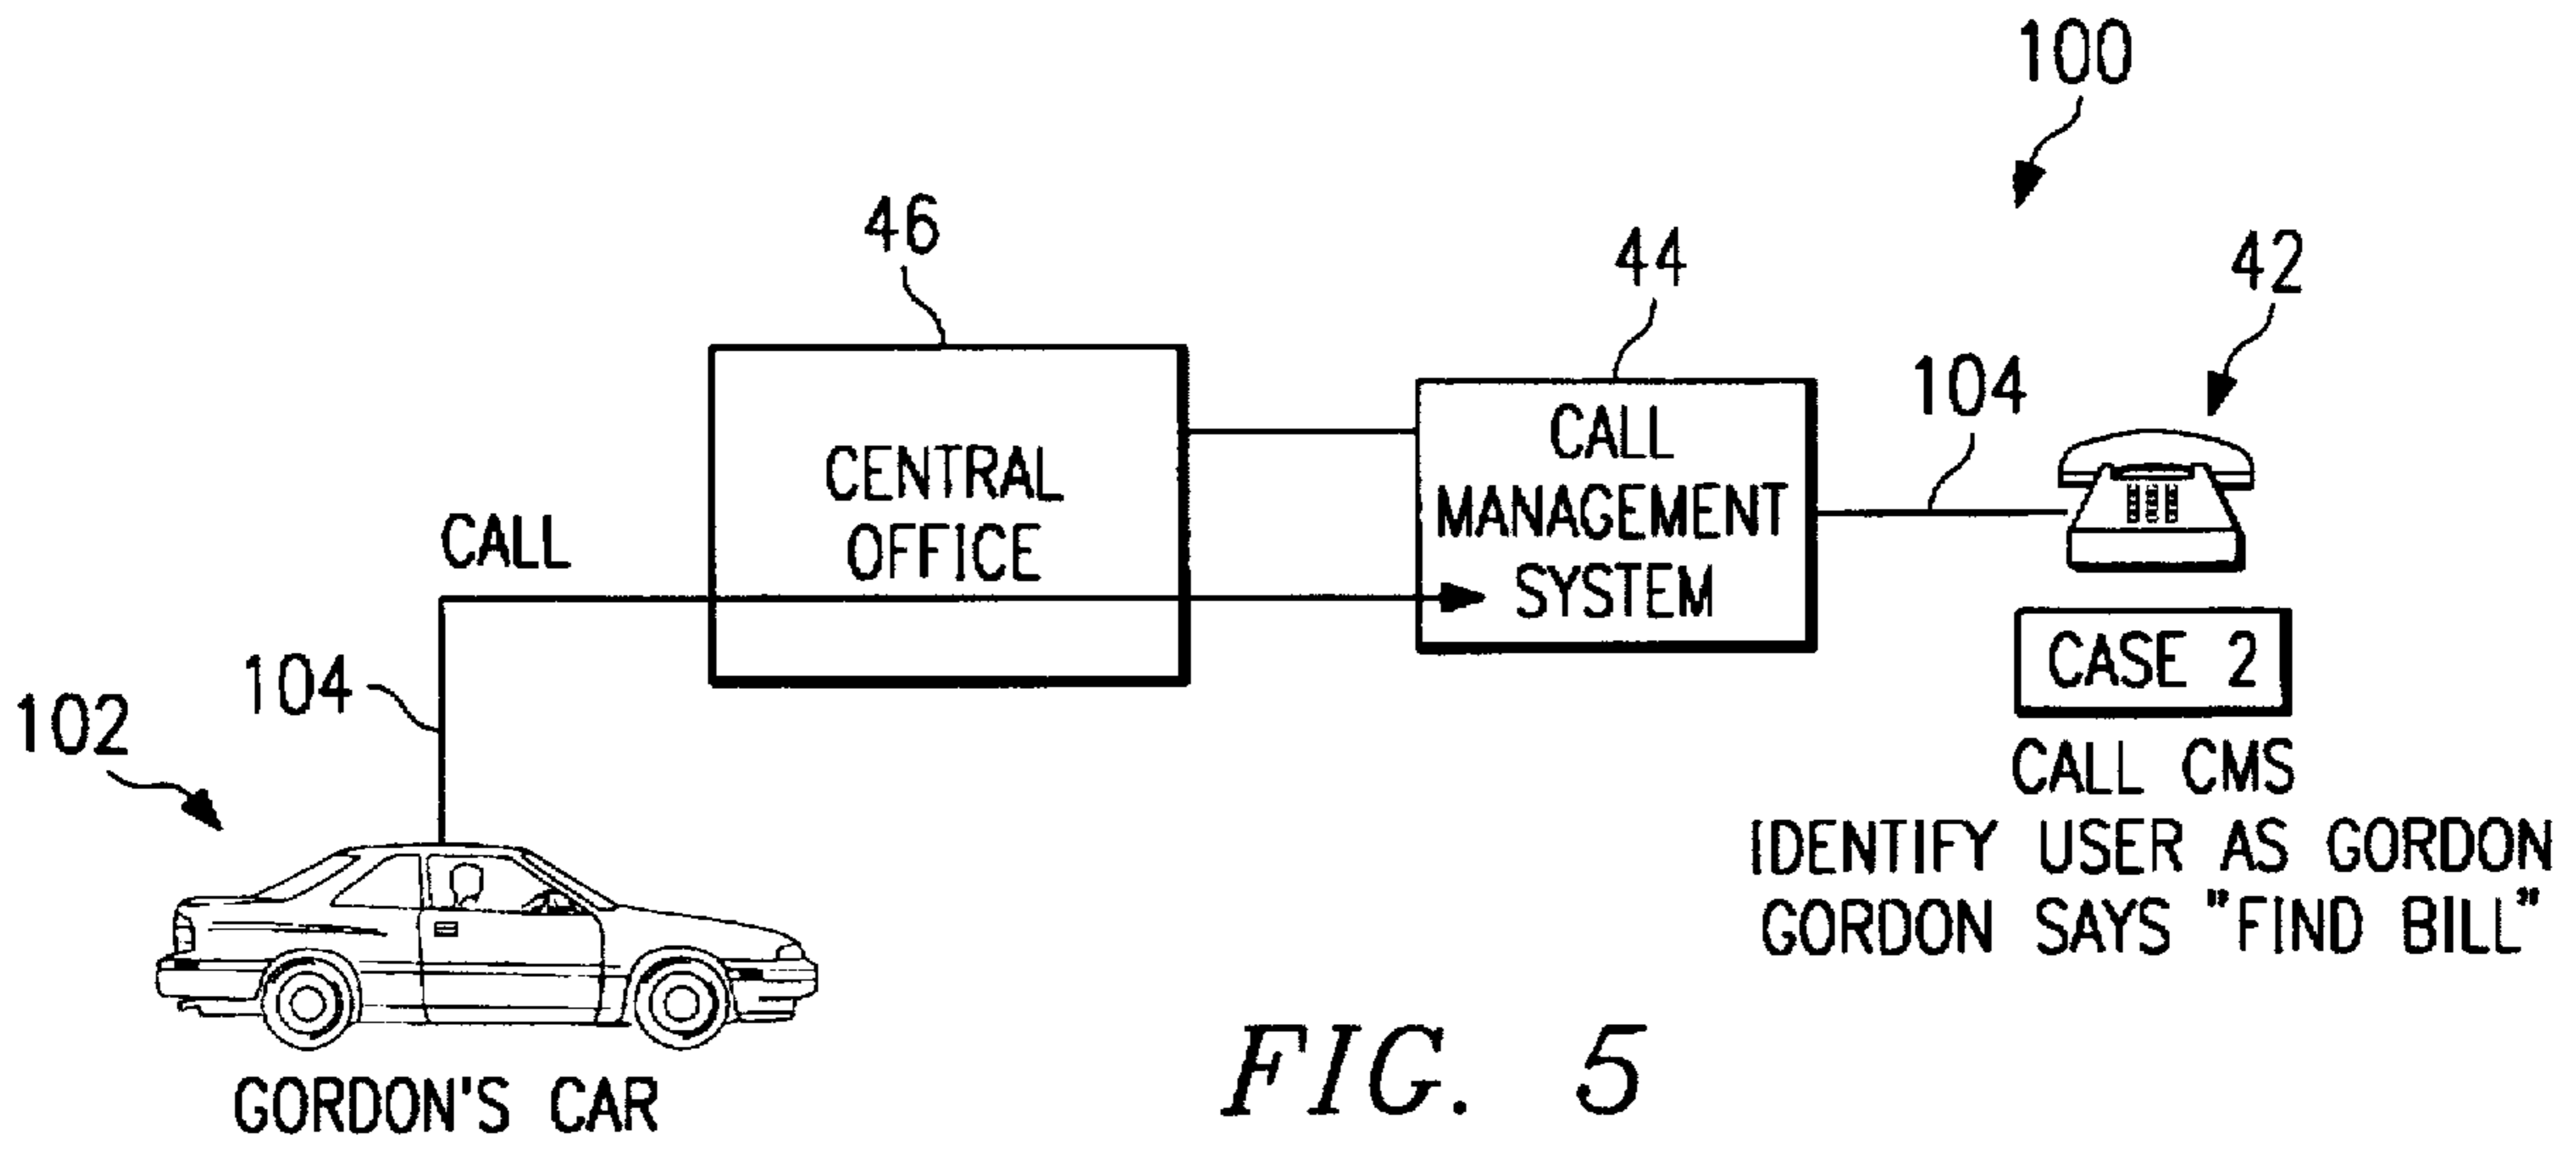 100
46
44
42
104
CENTRAL
OFFICE
CALL
MANAGEMENT
SYSTEM
CALL
104
102
CASE 2
CALL CMS
IDENTIFY USER AS GORDON
GORDON SAYS "FIND BILL"
GORDON'S CAR
FIG. 5